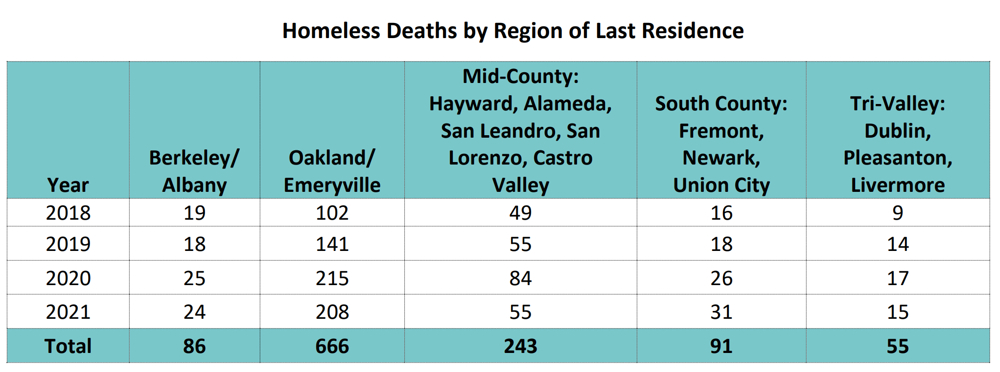 Homeless Deaths by Region of Last Residence
Year
Berkeley/
Albany
Oakland/
Emeryville
Mid-County:
Hayward, Alameda,
San Leandro, San
Lorenzo, Castro
Valley
South County:
Fremont,
Newark,
Union City
Tri-Valley:
Dublin,
Pleasanton,
Livermore
2018 19 102 49 16 9
2019 18 141 55 18 14
2020 25 215 84 26 17
2021 24 208 55 31 15
Total 86 666 243 91 55